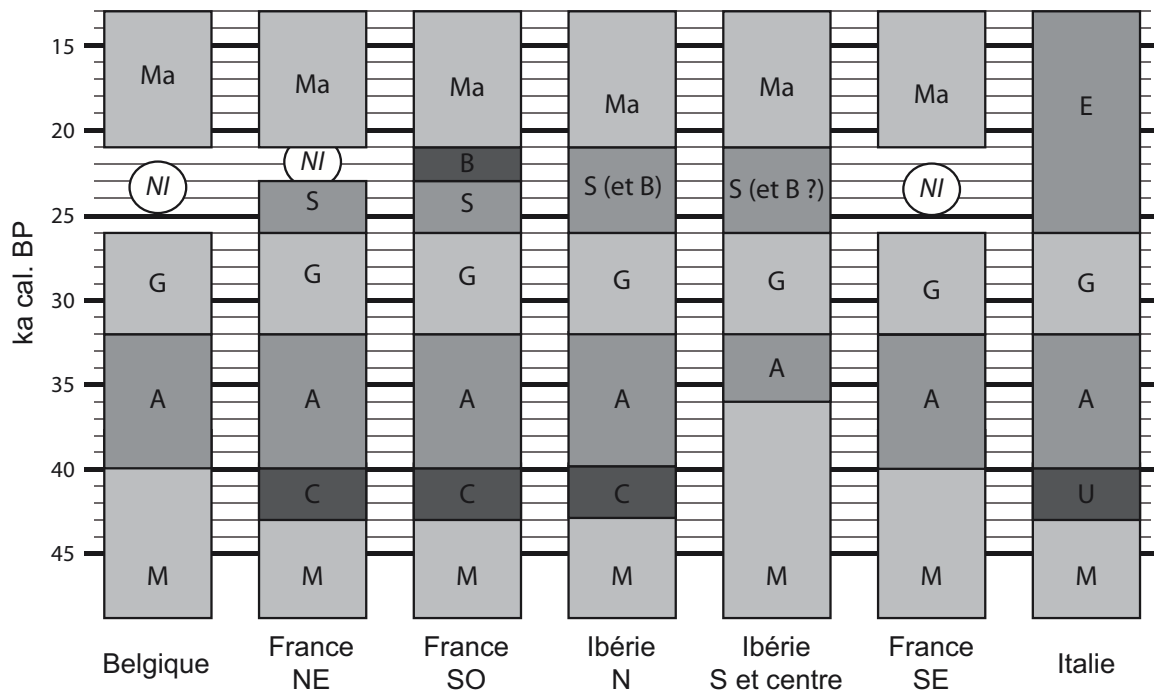 ka cal. BP
15
20
25
30
35
40
45
Ma
NI
G
A
M
Belgique
Ma
NI
S
G
A
C
M
France
NE
Ma
B
S
G
A
C
M
France
SO
Ma
S (et B)
G
A
C
M
Ibérie
N
Ma
S (et B ?)
G
A
M
Ibérie
S et centre
Ma
NI
G
A
M
France
SE
E
G
A
U
M
Italie